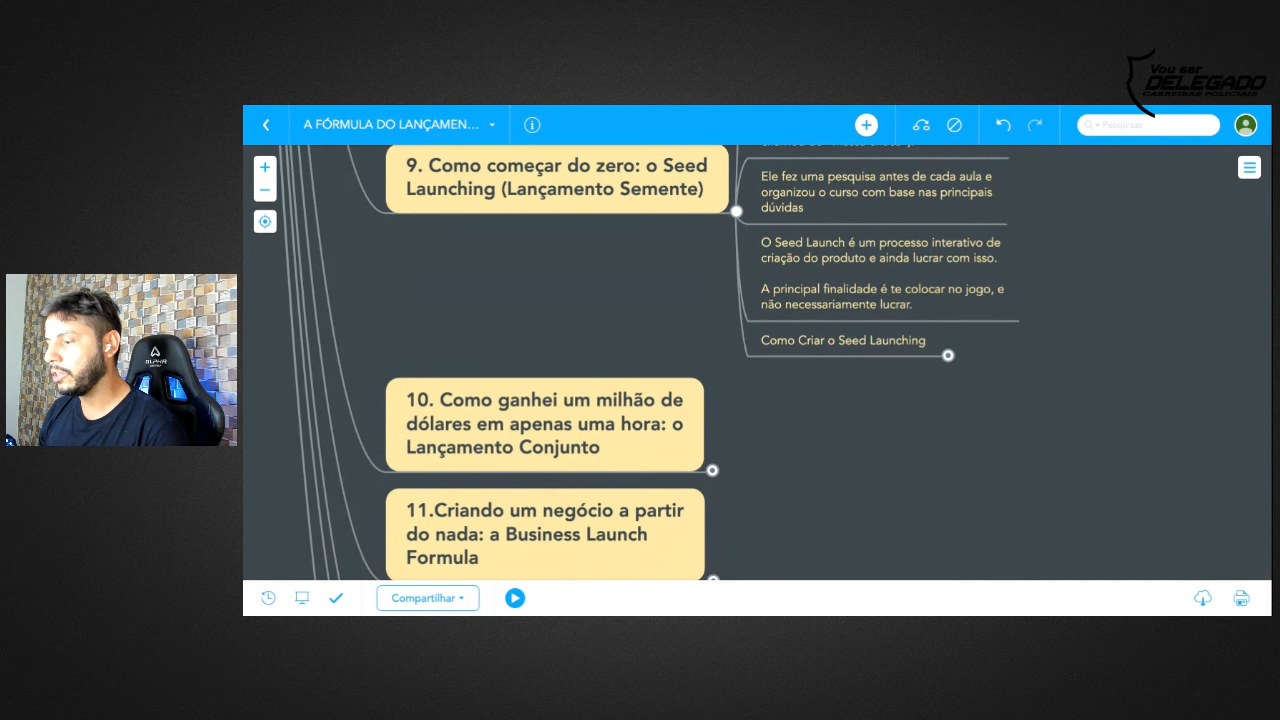 Vou ser
DELEGADO
CARREIRAS POLICIAIS
A FÓRMULA DO LANÇAMEN...
Pesquisas
9. Como começar do zero: o Seed
Launching (Lançamento Semente)
Ele fez uma pesquisa antes de cada aula e
organizou o curso com base nas principais
dúvidas
O Seed Launch é um processo interativo de
criação do produto e ainda lucrar com isso.
A principal finalidade é te colocar no jogo, e
não necessariamente lucrar.
Como Criar o Seed Launching
ALPHA
10. Como ganhei um milhão de
dólares em apenas uma hora: o
Lançamento Conjunto
11.Criando um negócio a partir
do nada: a Business Launch
Formula
Compartilhar